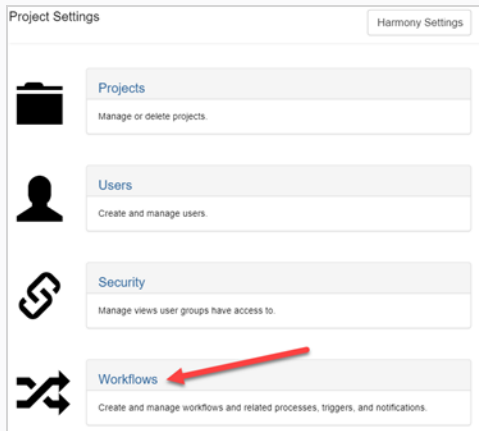 Project Settings
Harmony Settings
Projects
Manage or delete projects.
Users
Create and manage users.
Security
Manage views user groups have access to.
Workflows
Create and manage workflows and related processes, triggers, and notifications.